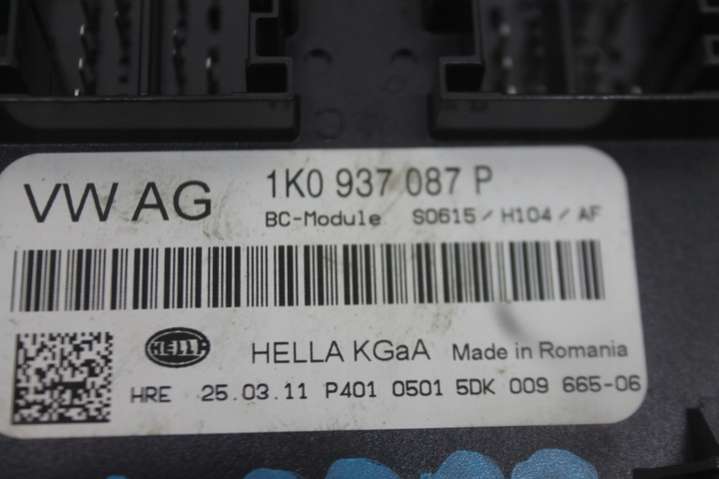 VW AG 1K0 937 087 P
BC-Module S0615 / H104 / AF
HELLA HELLA KGaA Made in Romania
HRE 25.03.11 P401 0501 5DK 009 665-06